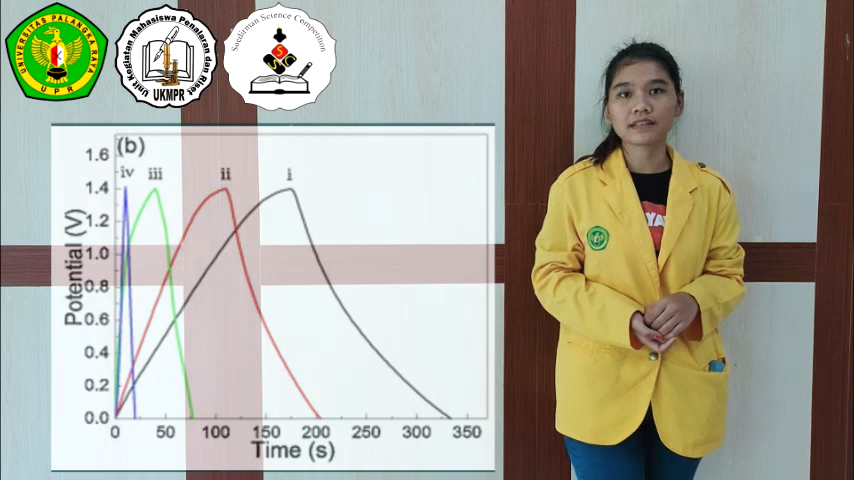 UNIVERSITAS PALANGKA RAYA
UPR
Unit Kegiatan Mahasiswa Penalaran dan Riset
UKMPR
Soedirman Science Competition
S
S C
(b)
iv iii ii i
1.6
1.4
1.2
1.0
0.8
0.6
0.4
0.2
0.0
Potential (V)
0 50 100 150 200 250 300 350
Time (s)